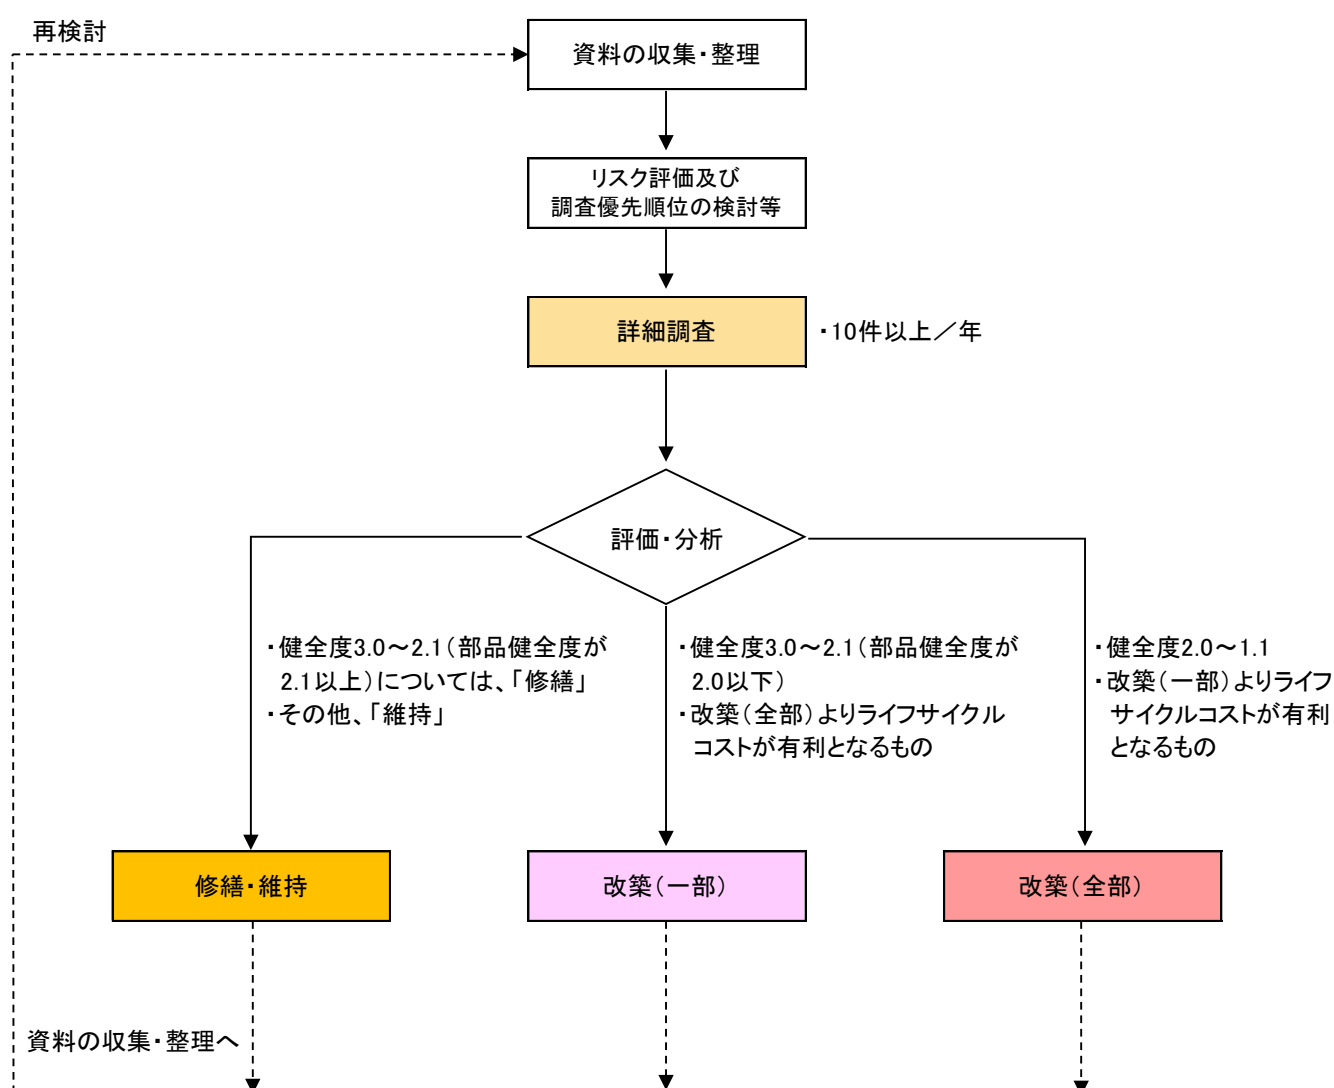 再検討
資料の収集・整理
リスク評価及び
調査優先順位の検討等
詳細調査
・10件以上／年
評価・分析
・健全度3.0～2.1（部品健全度が
2.1以上）については、「修繕」
・その他、「維持」
・健全度3.0～2.1（部品健全度が
2.0以下）
・改築（全部）よりライフサイクル
コストが有利となるもの
・健全度2.0～1.1
・改築（一部）よりライフ
サイクルコストが有利
となるもの
修繕・維持
改築（一部）
改築（全部）
資料の収集・整理へ